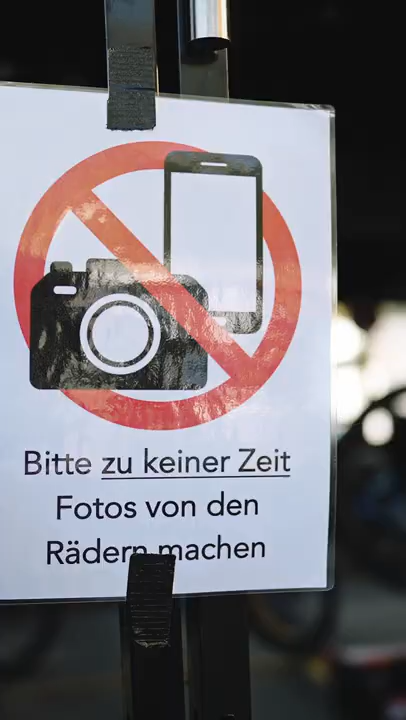 Bitte zu keiner Zeit
Fotos von den
Rädern machen